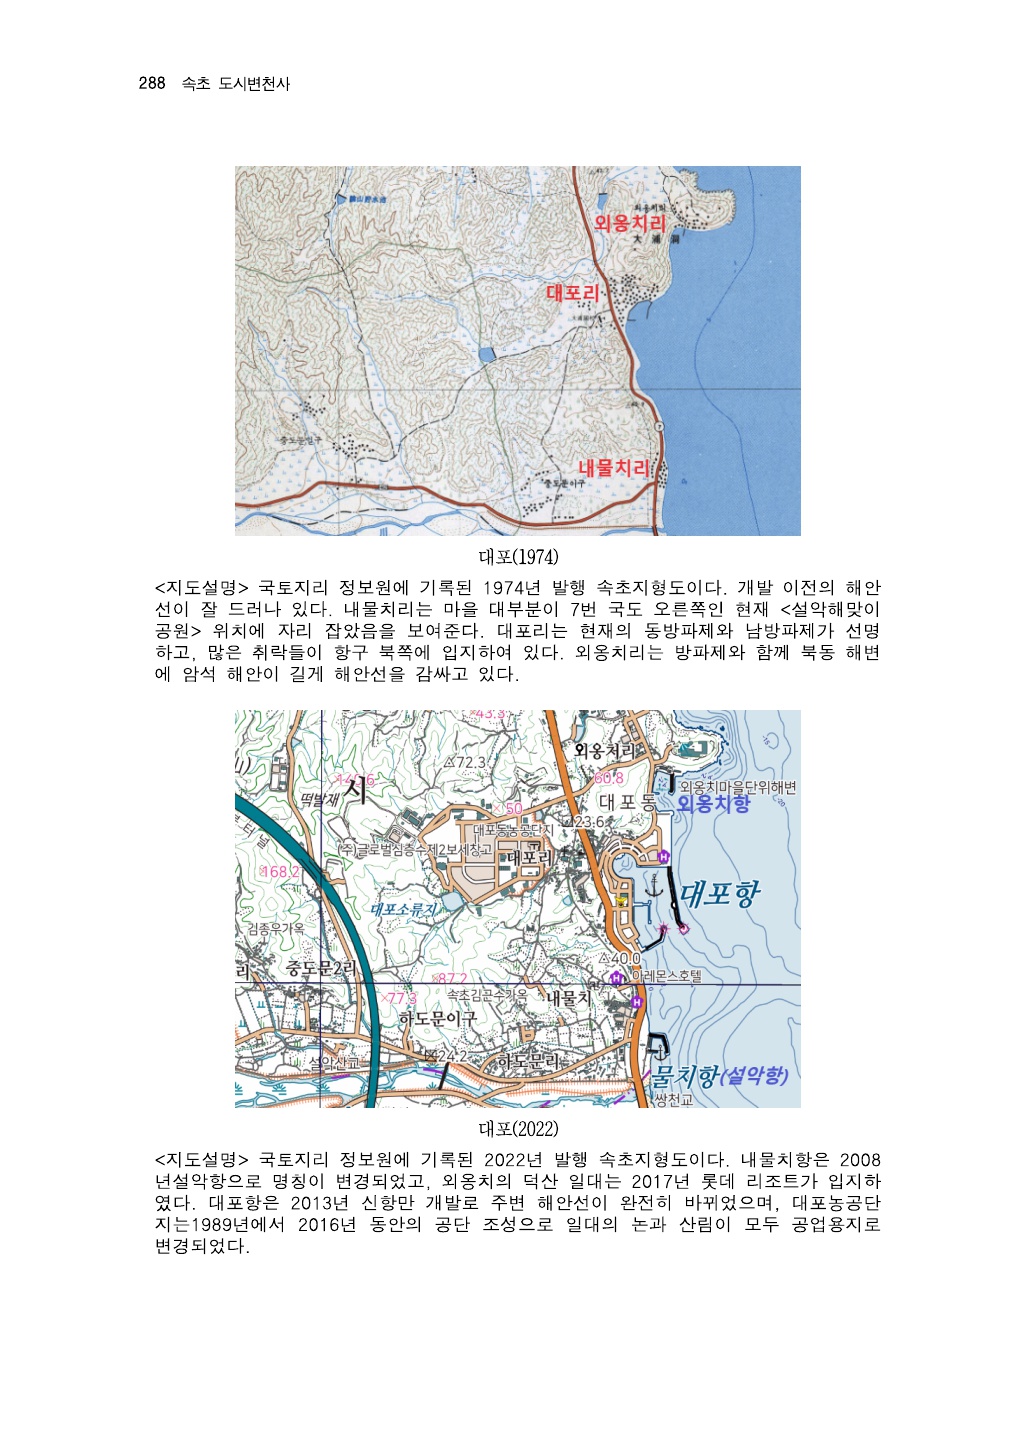 288 속초 도시변천사
외옹치리
외옹치리
大浦洞
대포리
중도문일구
내물치리
중도문이구
대포(1974)
<지도설명> 국토지리 정보원에 기록된 1974년 발행 속초지형도이다. 개발 이전의 해안
선이 잘 드러나 있다. 내물치리는 마을 대부분이 7번 국도 오른쪽인 현재 <설악해맞이
공원> 위치에 자리 잡았음을 보여준다. 대포리는 현재의 동방파제와 남방파제가 선명
하고, 많은 취락들이 항구 북쪽에 입지하여 있다. 외옹치리는 방파제와 함께 북동 해변
에 암석 해안이 길게 해안선을 감싸고 있다.
43.3
외옹처리
72.3
떡발재
시
60.8
외옹치마을단위해변
대포동
외옹치항
50
23.6
대포동농공단지
(주)글로벌심층수제2보세창고
대포리
168.2
대포항
대포소류지
김종우가옥
40.0
리
중도문2리
87.2
아레몬스호텔
77.3
속초김근수가옥
내물치
하도문이구
24.2
하도문리
설악산교
물치항(설악항)
쌍천교
대포(2022)
<지도설명> 국토지리 정보원에 기록된 2022년 발행 속초지형도이다. 내물치항은 2008
년설악항으로 명칭이 변경되었고, 외옹치의 덕산 일대는 2017년 롯데 리조트가 입지하
였다. 대포항은 2013년 신항만 개발로 주변 해안선이 완전히 바뀌었으며, 대포농공단
지는1989년에서 2016년 동안의 공단 조성으로 일대의 논과 산림이 모두 공업용지로
변경되었다.